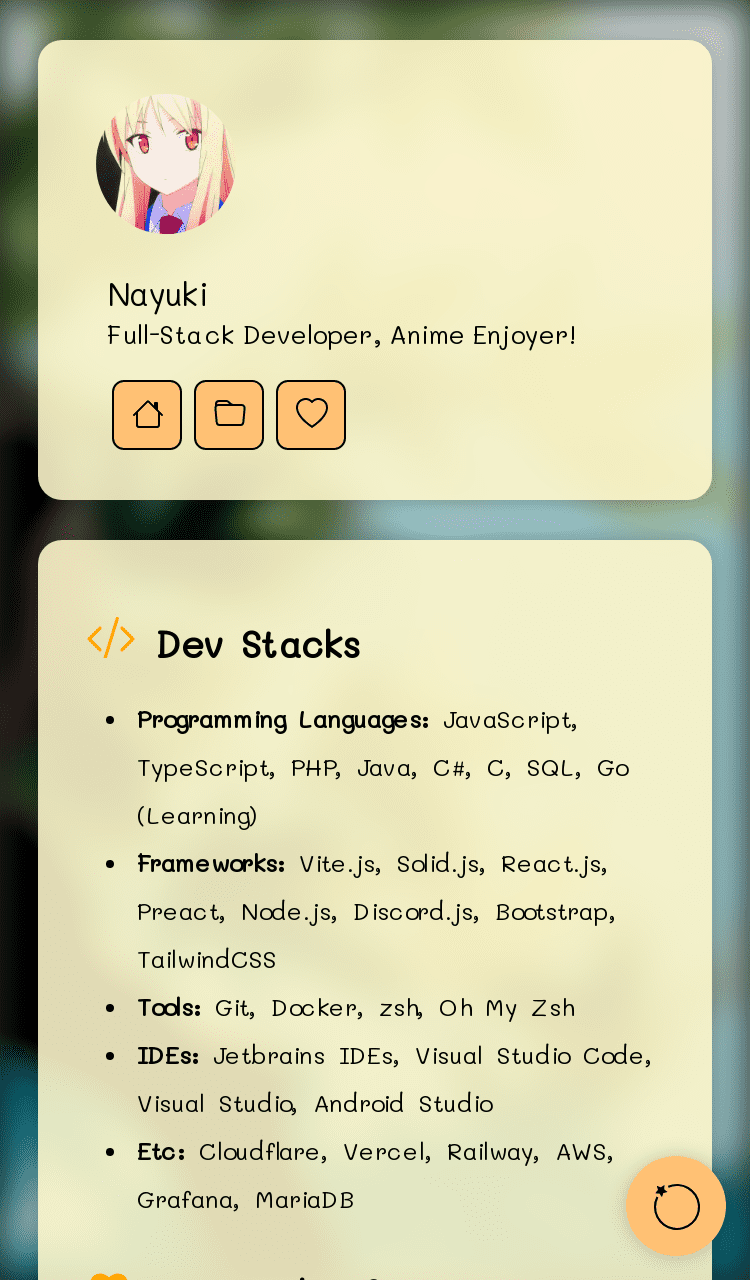 Nayuki
Full-Stack Developer, Anime Enjoyer!
Dev Stacks
Programming Languages: JavaScript,
TypeScript, PHP, Java, C#, C, SQL, Go
(Learning)
Frameworks: Vite.js, Solid.js, React.js,
Preact, Node.js, Discord.js, Bootstrap,
TailwindCSS
Tools: Git, Docker, zsh, Oh My Zsh
IDEs: Jetbrains IDEs, Visual Studio Code,
Visual Studio, Android Studio
Etc: Cloudflare, Vercel, Railway, AWS,
Grafana, MariaDB